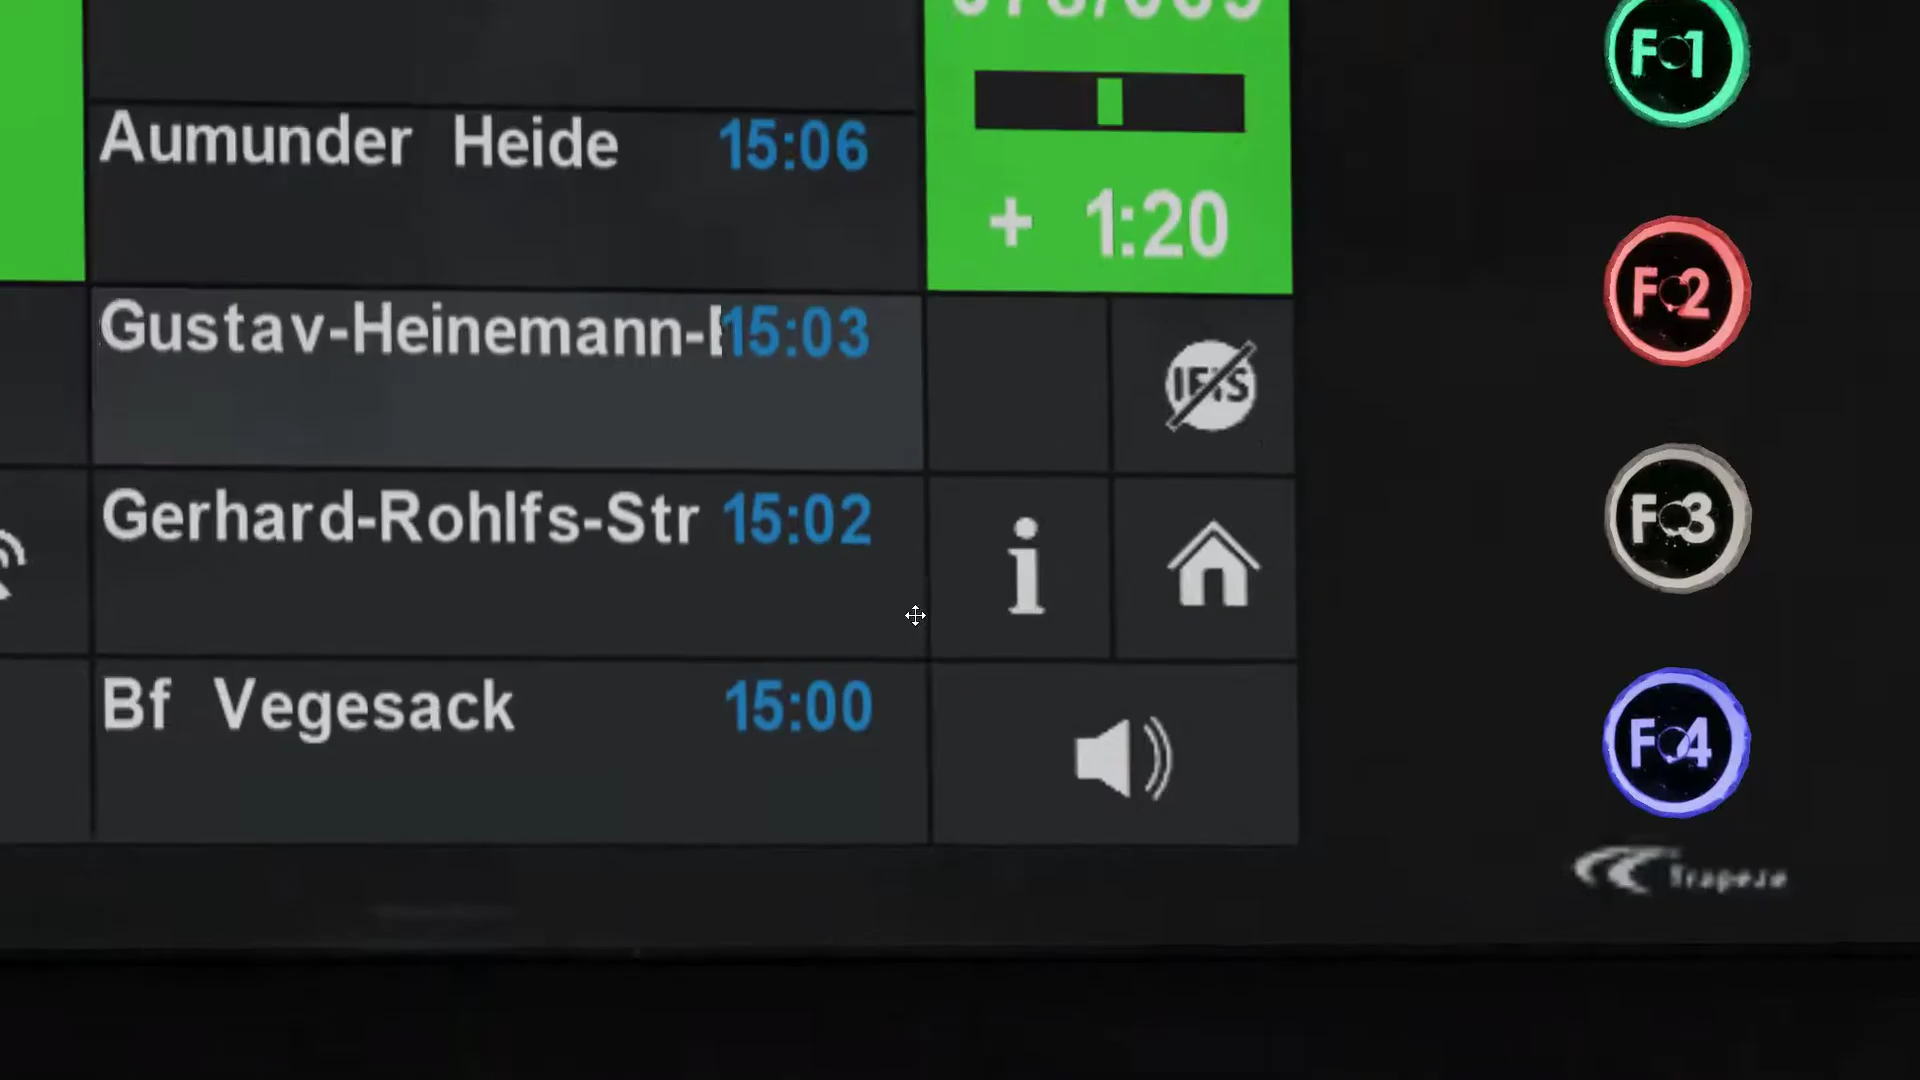 Aumunder Heide 15:06
+ 1:20
Gustav-Heinemann- 15:03
IBIS
Gerhard-Rohlfs-Str 15:02
i
Bf Vegesack 15:00
F1
F2
F3
F4
Trapeze